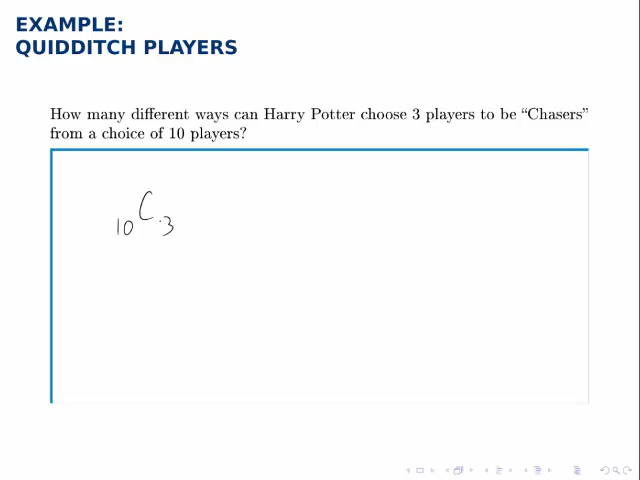 EXAMPLE:
QUIDDITCH PLAYERS
How many different ways can Harry Potter choose 3 players to be “Chasers”
from a choice of 10 players?
10C3